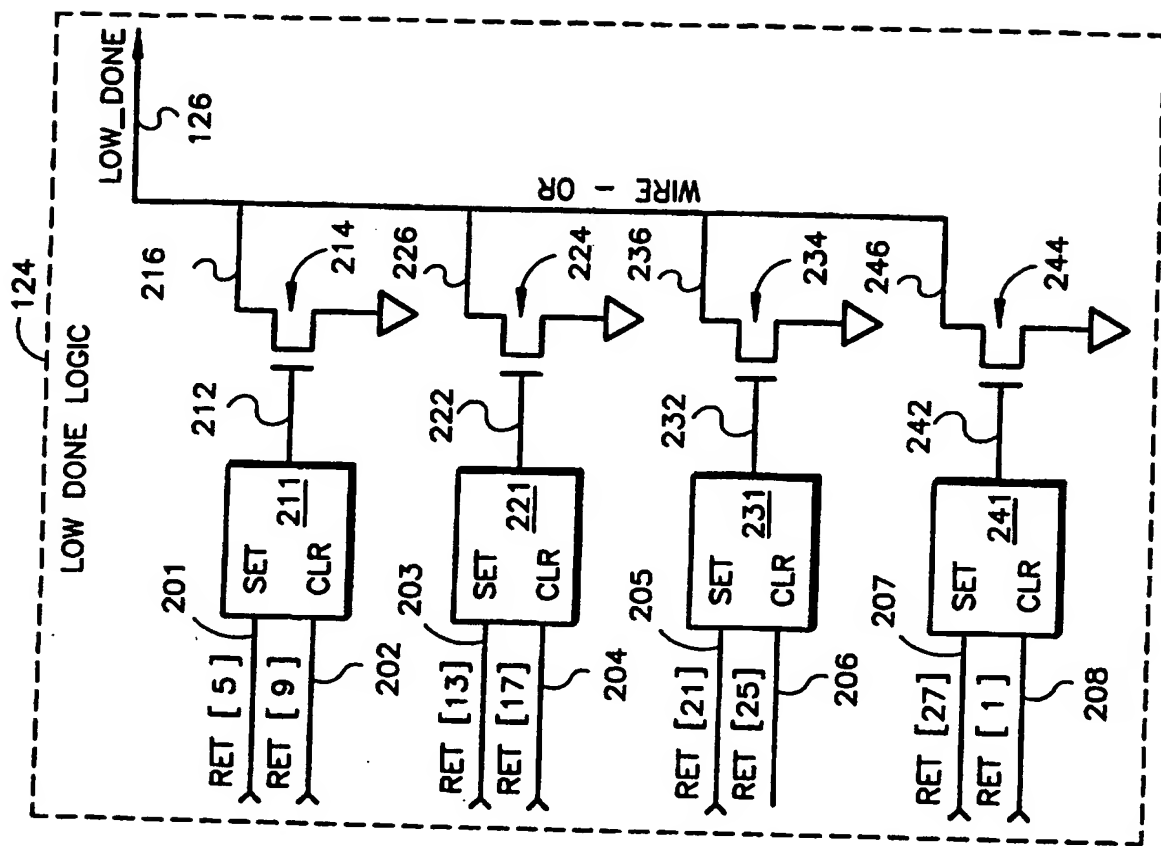 124
LOW DONE LOGIC
LOW_DONE
126
WIRE - OR
RET [5]
201
RET [9]
202
SET
CLR
211
212
214
216
RET [13]
203
RET [17]
204
SET
CLR
221
222
224
226
RET [21]
205
RET [25]
206
SET
CLR
231
232
234
236
RET [27]
207
RET [1]
208
SET
CLR
241
242
244
246